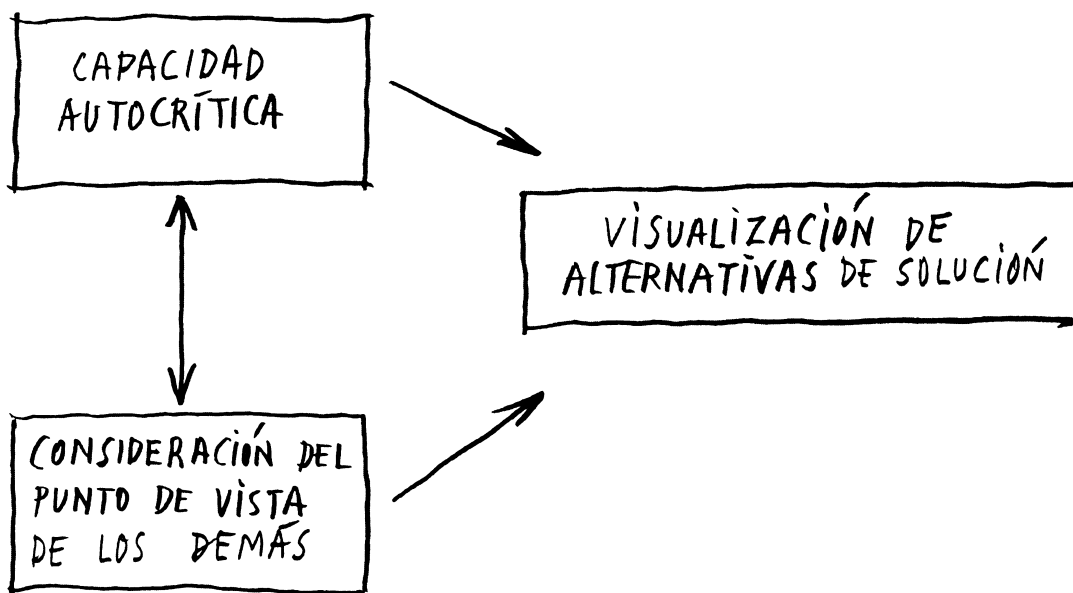 CAPACIDAD
AUTOCRÍTICA
VISUALIZACIÓN DE
ALTERNATIVAS DE SOLUCIÓN
CONSIDERACIÓN DEL
PUNTO DE VISTA
DE LOS DEMÁS